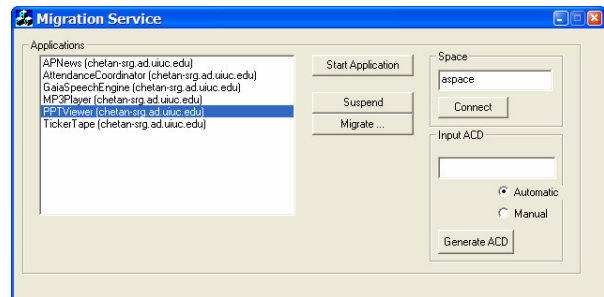 Migration Service
Applications
APNews (chetan-srg.ad.uiuc.edu)
AttendanceCoordinator (chetan-srg.ad.uiuc.edu)
GaiaSpeechEngine (chetan-srg.ad.uiuc.edu)
MP3Player (chetan-srg.ad.uiuc.edu)
PPTViewer (chetan-srg.ad.uiuc.edu)
TickerTape (chetan-srg.ad.uiuc.edu)
Start Application
Suspend
Migrate ...
Space
aspace
Connect
Input ACD
Automatic
Manual
Generate ACD